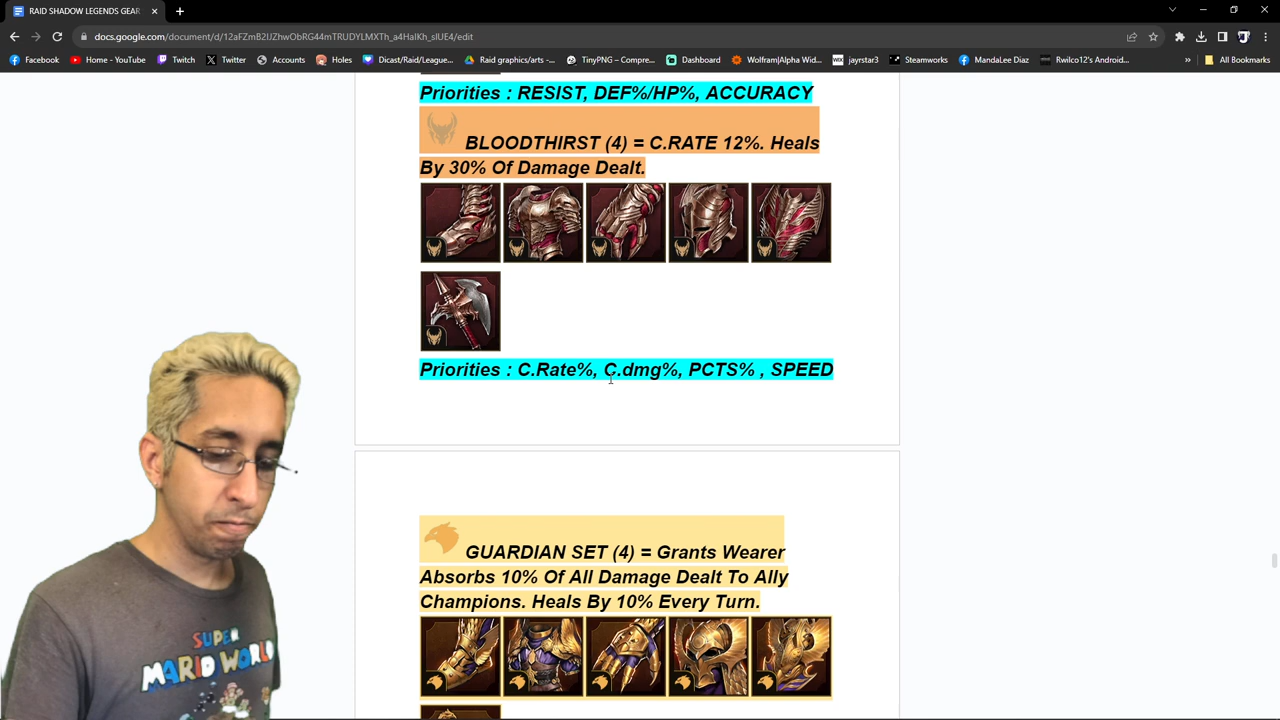 RAID SHADOW LEGENDS GEAR
docs.google.com/document/d/12aFZmB2IJZhwObRG44mTRUDYLMXTh_a4HaIKh_slUE4/edit
Facebook
Home - YouTube
Twitch
Twitter
Accounts
Holes
Dicast/Raid/League...
Raid graphics/arts -...
TinyPNG – Compre...
Dashboard
Wolfram|Alpha Wid...
jayrstar3
Steamworks
MandaLee Diaz
Rwilco12's Android...
»
All Bookmarks
Priorities : RESIST, DEF%/HP%, ACCURACY
BLOODTHIRST (4) = C.RATE 12%. Heals
By 30% Of Damage Dealt.
Priorities : C.Rate%, C.dmg%, PCTS% , SPEED
GUARDIAN SET (4) = Grants Wearer
Absorbs 10% Of All Damage Dealt To Ally
Champions. Heals By 10% Every Turn.
SUPER
MARIO WORLD